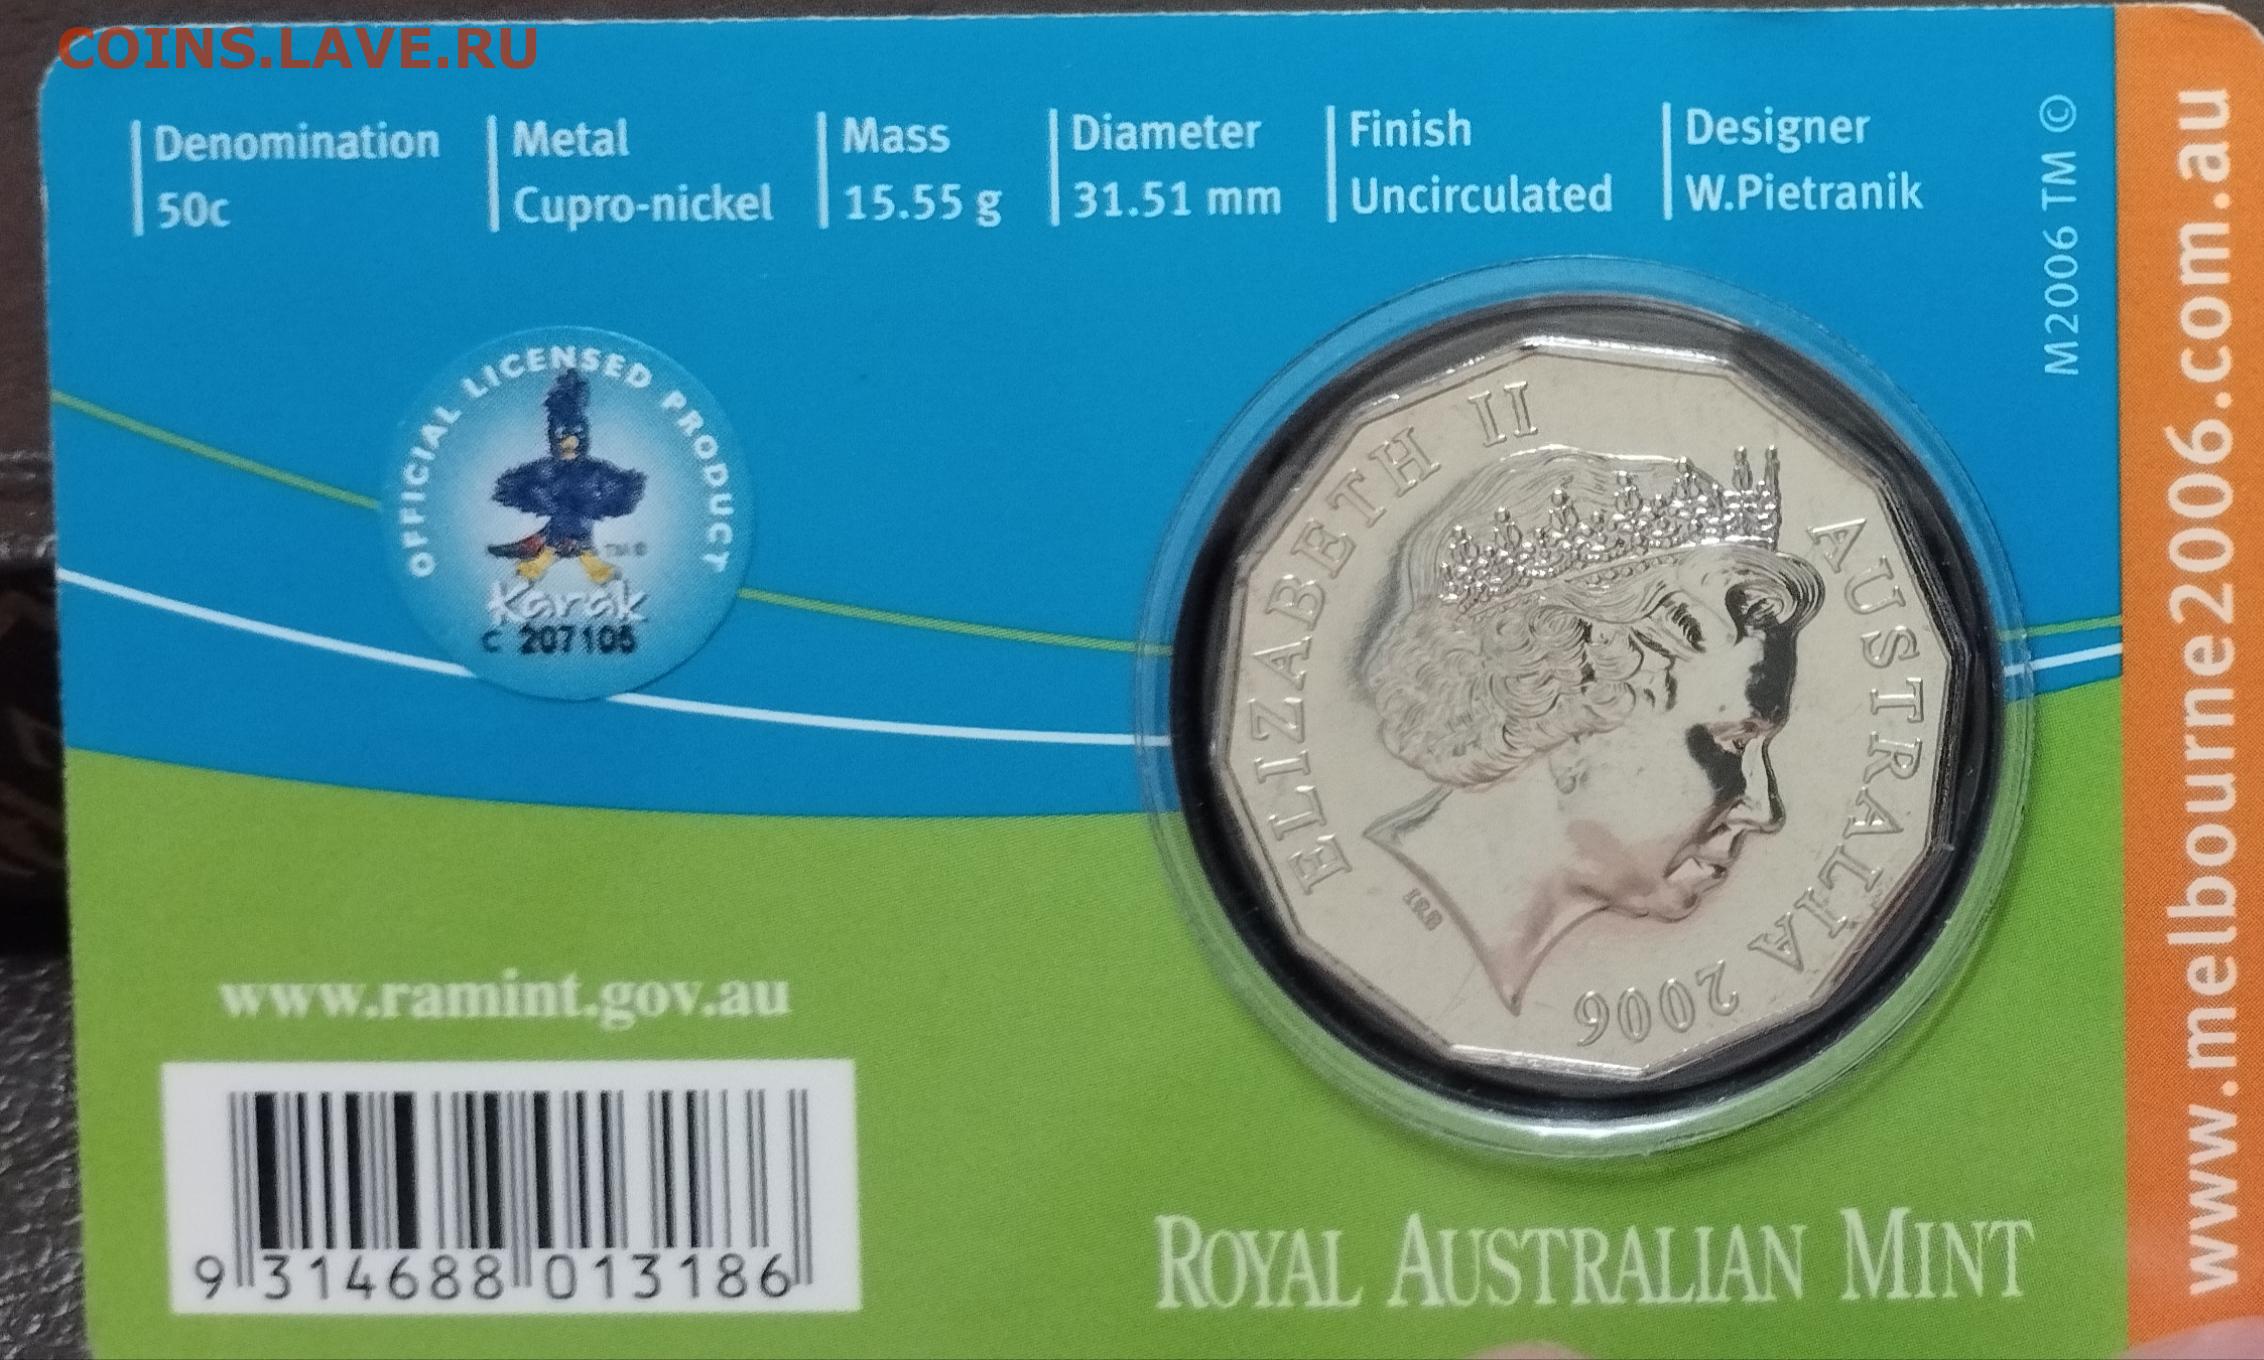 COINS.LAVE.RU
Denomination
50c
Metal
Cupro-nickel
Mass
15.55 g
Diameter
31.51 mm
Finish
Uncirculated
Designer
W.Pietranik
M2006 TM ©
www.melbourne2006.com.au
OFFICIAL LICENSED PRODUCT
TM ©
Karak
C 207106
ELIZABETH II
AUSTRALIA 2006
IRB
www.ramint.gov.au
9 314688 013186
ROYAL AUSTRALIAN MINT